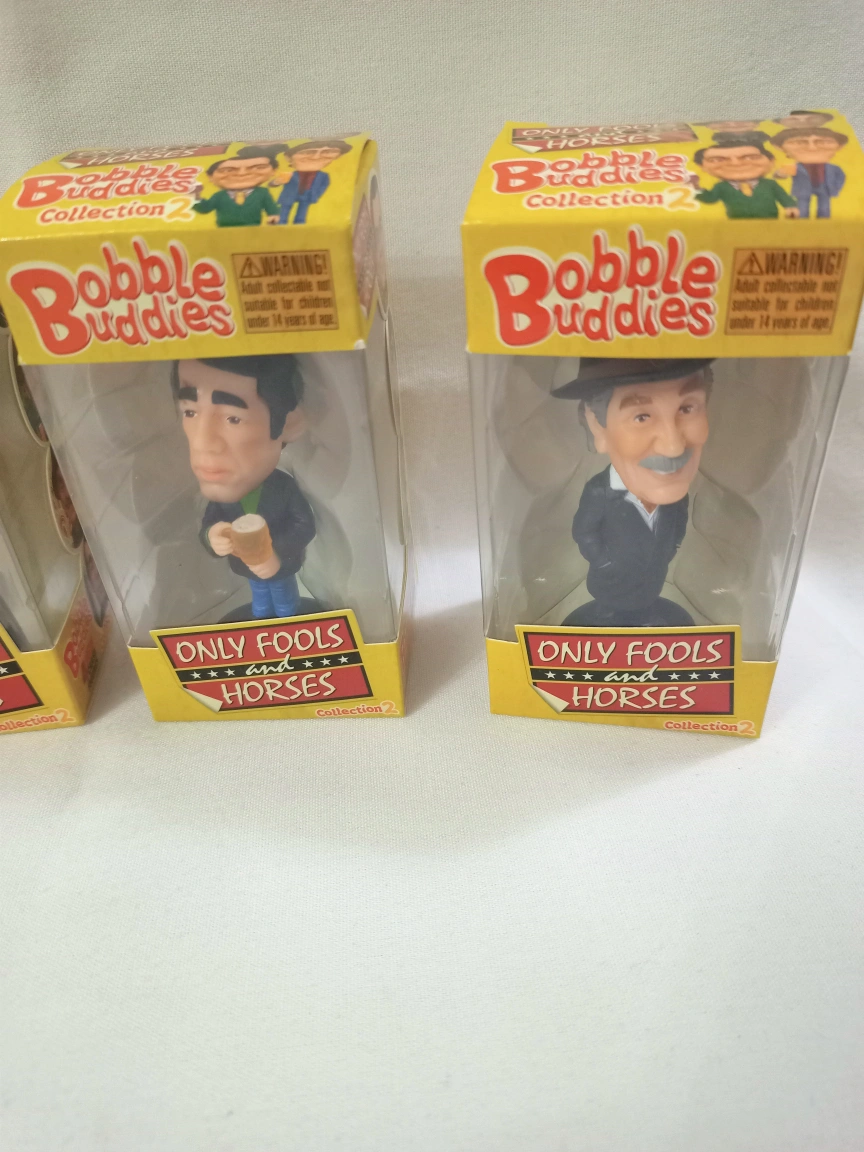 ONLY FOOLS
HORSES
Bobble
Buddies
Collection 2
Bobble
Buddies
WARNING!
Adult collectable not
suitable for children
under 14 years of age.
ONLY FOOLS
and
HORSES
Collection 2
ONLY FOOLS
and
HORSES
Bobble
Buddies
Collection 2
Bobble
Buddies
WARNING!
Adult collectable not
suitable for children
under 14 years of age.
ONLY FOOLS
and
HORSES
Collection 2
ollection 2